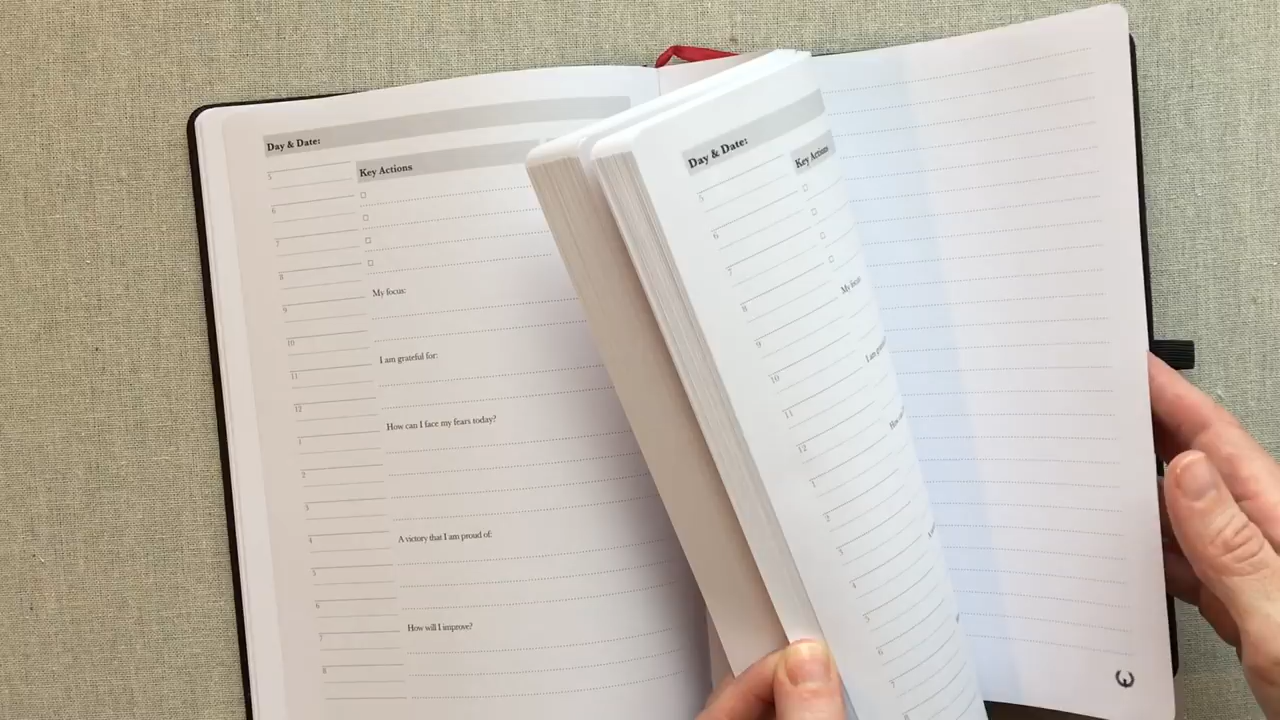 Day & Date:
Key Actions
5
6
7
8
9
10
11
12
1
2
3
4
5
6
7
8
My focus:
I am grateful for:
How can I face my fears today?
A victory that I am proud of:
How will I improve?
Day & Date:
Key Actions
5
6
7
8
9
10
11
12
1
2
3
4
5
6
7
8
My focus
I am